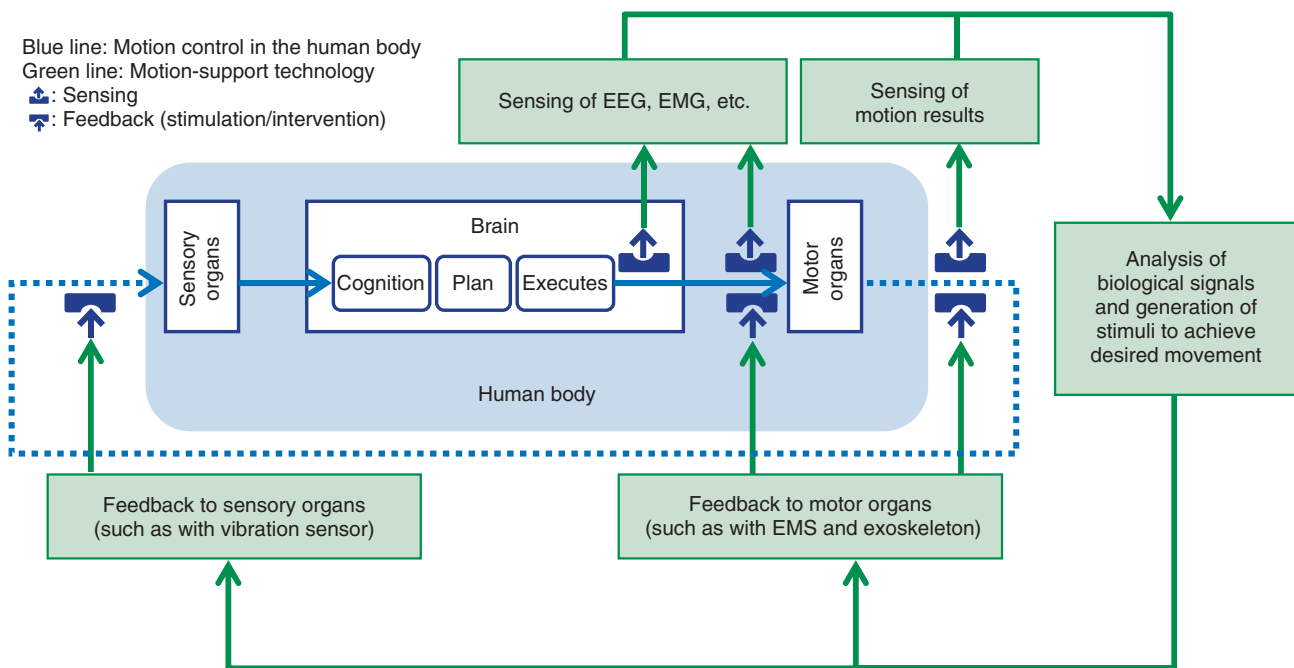 Blue line: Motion control in the human body
Green line: Motion-support technology
: Sensing
: Feedback (stimulation/intervention)
Sensing of EEG, EMG, etc.
Sensing of
motion results
Sensory
organs
Brain
Cognition
Plan
Executes
Motor
organs
Human body
Analysis of
biological signals
and generation of
stimuli to achieve
desired movement
Feedback to sensory organs
(such as with vibration sensor)
Feedback to motor organs
(such as with EMS and exoskeleton)